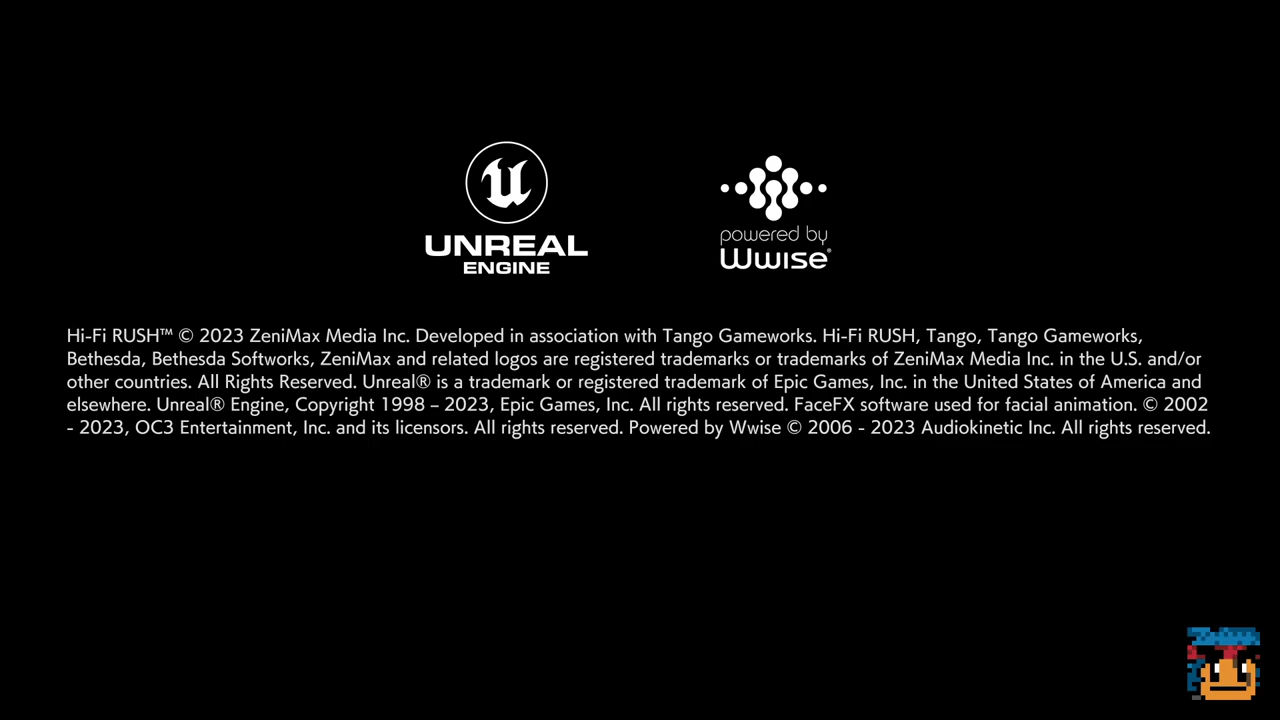 UNREAL
ENGINE
powered by
Wwise®
Hi-Fi RUSH™ © 2023 ZeniMax Media Inc. Developed in association with Tango Gameworks. Hi-Fi RUSH, Tango, Tango Gameworks,
Bethesda, Bethesda Softworks, ZeniMax and related logos are registered trademarks or trademarks of ZeniMax Media Inc. in the U.S. and/or
other countries. All Rights Reserved. Unreal® is a trademark or registered trademark of Epic Games, Inc. in the United States of America and
elsewhere. Unreal® Engine, Copyright 1998 – 2023, Epic Games, Inc. All rights reserved. FaceFX software used for facial animation. © 2002
- 2023, OC3 Entertainment, Inc. and its licensors. All rights reserved. Powered by Wwise © 2006 - 2023 Audiokinetic Inc. All rights reserved.